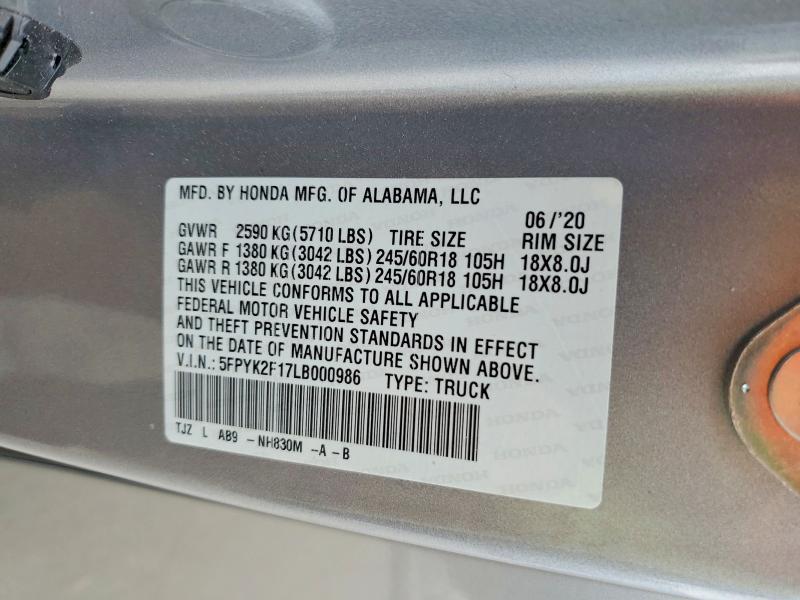 MFD. BY HONDA MFG. OF ALABAMA, LLC
06/'20
GVWR 2590 KG(5710 LBS) TIRE SIZE RIM SIZE
GAWR F 1380 KG(3042 LBS) 245/60R18 105H 18X8.0J
GAWR R 1380 KG(3042 LBS) 245/60R18 105H 18X8.0J
THIS VEHICLE CONFORMS TO ALL APPLICABLE
FEDERAL MOTOR VEHICLE SAFETY
AND THEFT PREVENTION STANDARDS IN EFFECT
ON THE DATE OF MANUFACTURE SHOWN ABOVE.
V.I.N.: 5FPYK2F17LB000986 TYPE: TRUCK
TJZ L AB9 -NH830M -A -B